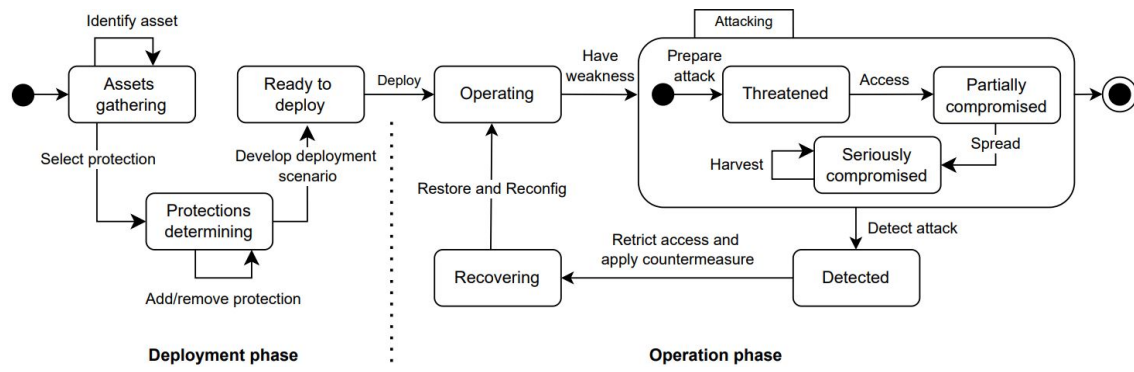 Identify asset
Assets
gathering
Select protection
Protections
determining
Add/remove protection
Ready to
deploy
Develop deployment
scenario
Deploy
Operating
Have
weakness
Attacking
Prepare
attack
Threatened
Access
Partially
compromised
Spread
Seriously
compromised
Harvest
Detect attack
Detected
Retrict access and
apply countermeasure
Recovering
Restore and Reconfig
Deployment phase
Operation phase